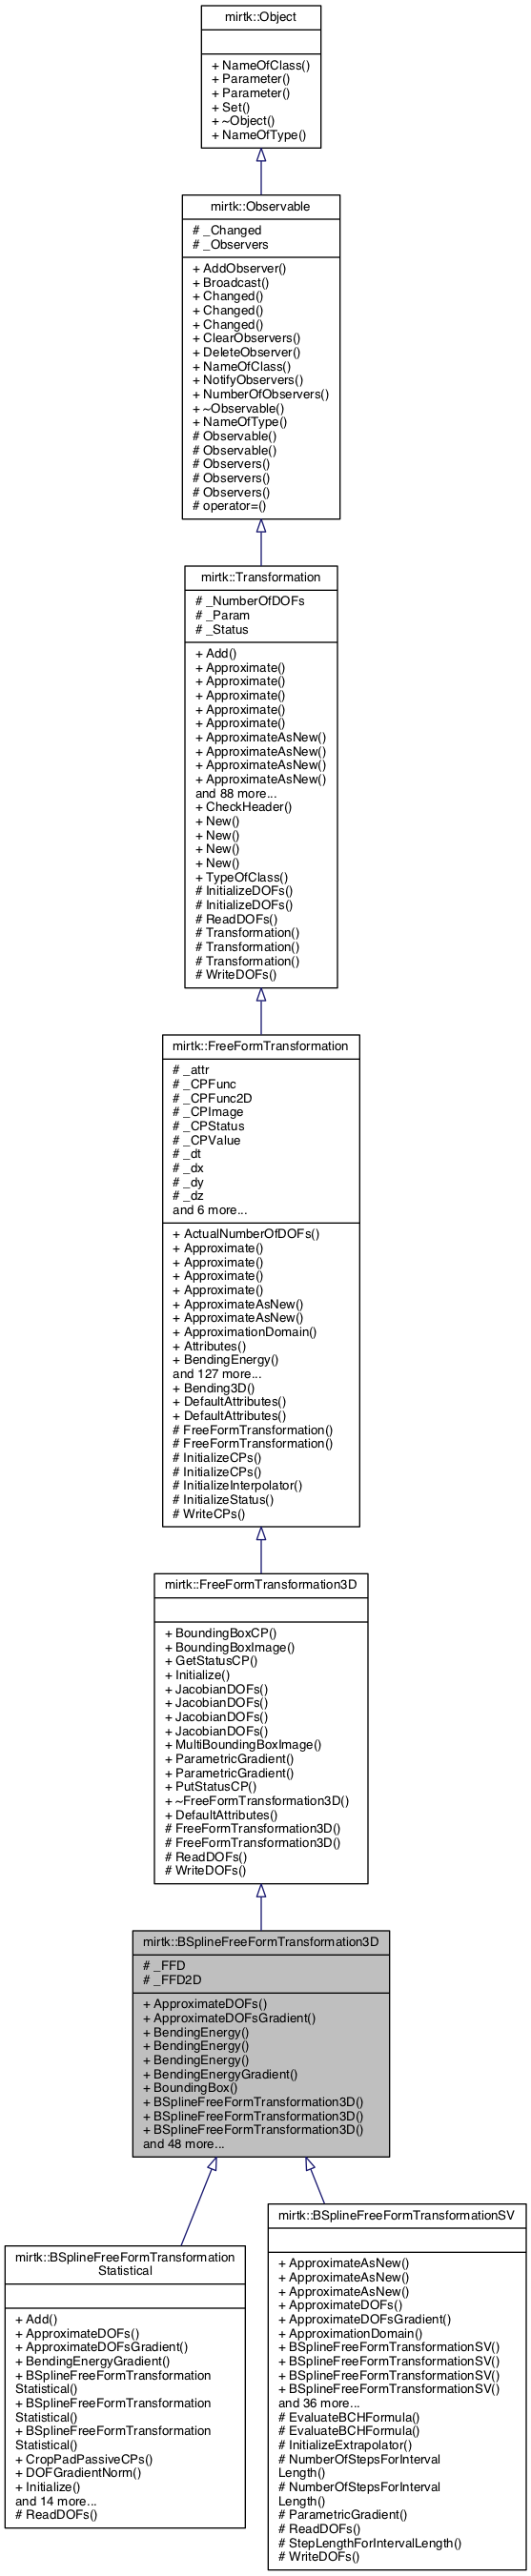 mirtk::Object
+ NameOfClass()
+ Parameter()
+ Parameter()
+ Set()
+ ~Object()
+ NameOfType()
mirtk::Observable
# _Changed
# _Observers
+ AddObserver()
+ Broadcast()
+ Changed()
+ Changed()
+ Changed()
+ ClearObservers()
+ DeleteObserver()
+ NameOfClass()
+ NotifyObservers()
+ NumberOfObservers()
+ ~Observable()
+ NameOfType()
# Observable()
# Observable()
# Observers()
# Observers()
# Observers()
# operator=()
mirtk::Transformation
# _NumberOfDOFs
# _Param
# _Status
+ Add()
+ Approximate()
+ Approximate()
+ Approximate()
+ Approximate()
+ Approximate()
+ ApproximateAsNew()
+ ApproximateAsNew()
+ ApproximateAsNew()
+ ApproximateAsNew()
and 88 more...
+ CheckHeader()
+ New()
+ New()
+ New()
+ New()
+ TypeOfClass()
# InitializeDOFs()
# InitializeDOFs()
# ReadDOFs()
# Transformation()
# Transformation()
# Transformation()
# WriteDOFs()
mirtk::FreeFormTransformation
# _attr
# _CPFunc
# _CPFunc2D
# _CPImage
# _CPStatus
# _CPValue
# _dt
# _dx
# _dy
# _dz
and 6 more...
+ ActualNumberOfDOFs()
+ Approximate()
+ Approximate()
+ Approximate()
+ Approximate()
+ ApproximateAsNew()
+ ApproximateAsNew()
+ ApproximationDomain()
+ Attributes()
+ BendingEnergy()
and 127 more...
+ Bending3D()
+ DefaultAttributes()
+ DefaultAttributes()
# FreeFormTransformation()
# FreeFormTransformation()
# InitializeCPs()
# InitializeCPs()
# InitializeInterpolator()
# InitializeStatus()
# WriteCPs()
mirtk::FreeFormTransformation3D
+ BoundingBoxCP()
+ BoundingBoxImage()
+ GetStatusCP()
+ Initialize()
+ JacobianDOFs()
+ JacobianDOFs()
+ JacobianDOFs()
+ JacobianDOFs()
+ MultiBoundingBoxImage()
+ ParametricGradient()
+ ParametricGradient()
+ PutStatusCP()
+ ~FreeFormTransformation3D()
+ DefaultAttributes()
# FreeFormTransformation3D()
# FreeFormTransformation3D()
# ReadDOFs()
# WriteDOFs()
mirtk::BSplineFreeFormTransformation3D
# _FFD
# _FFD2D
+ ApproximateDOFs()
+ ApproximateDOFsGradient()
+ BendingEnergy()
+ BendingEnergy()
+ BendingEnergy()
+ BendingEnergyGradient()
+ BoundingBox()
+ BSplineFreeFormTransformation3D()
+ BSplineFreeFormTransformation3D()
+ BSplineFreeFormTransformation3D()
and 48 more...
mirtk::BSplineFreeFormTransformation
Statistical
+ Add()
+ ApproximateDOFs()
+ ApproximateDOFsGradient()
+ BendingEnergyGradient()
+ BSplineFreeFormTransformation
Statistical()
+ BSplineFreeFormTransformation
Statistical()
+ BSplineFreeFormTransformation
Statistical()
+ CropPadPassiveCPs()
+ DOFGradientNorm()
+ Initialize()
and 14 more...
# ReadDOFs()
mirtk::BSplineFreeFormTransformationSV
+ ApproximateAsNew()
+ ApproximateAsNew()
+ ApproximateAsNew()
+ ApproximateDOFs()
+ ApproximateDOFsGradient()
+ ApproximationDomain()
+ BSplineFreeFormTransformationSV()
+ BSplineFreeFormTransformationSV()
+ BSplineFreeFormTransformationSV()
+ BSplineFreeFormTransformationSV()
and 36 more...
# EvaluateBCHFormula()
# EvaluateBCHFormula()
# InitializeExtrapolator()
# NumberOfStepsForInterval
Length()
# NumberOfStepsForInterval
Length()
# ParametricGradient()
# ReadDOFs()
# StepLengthForIntervalLength()
# WriteDOFs()